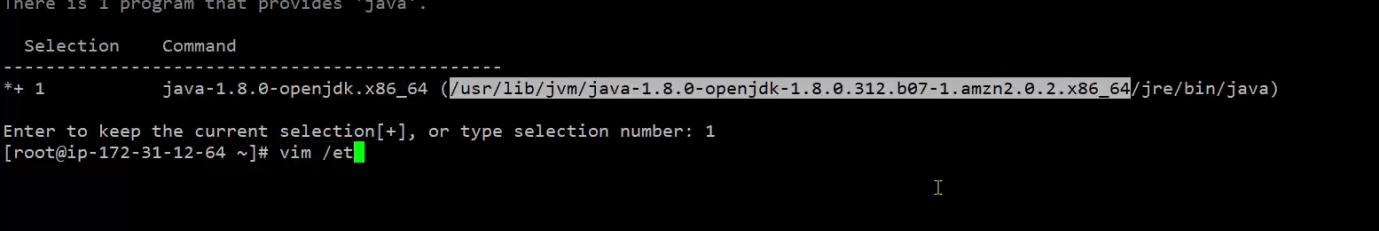 There is 1 program that provides 'java'.
Selection Command
-----------------------------------------------
*+ 1 java-1.8.0-openjdk.x86_64 (/usr/lib/jvm/java-1.8.0-openjdk-1.8.0.312.b07-1.amzn2.0.2.x86_64/jre/bin/java)
Enter to keep the current selection[+], or type selection number: 1
[root@ip-172-31-12-64 ~]# vim /et